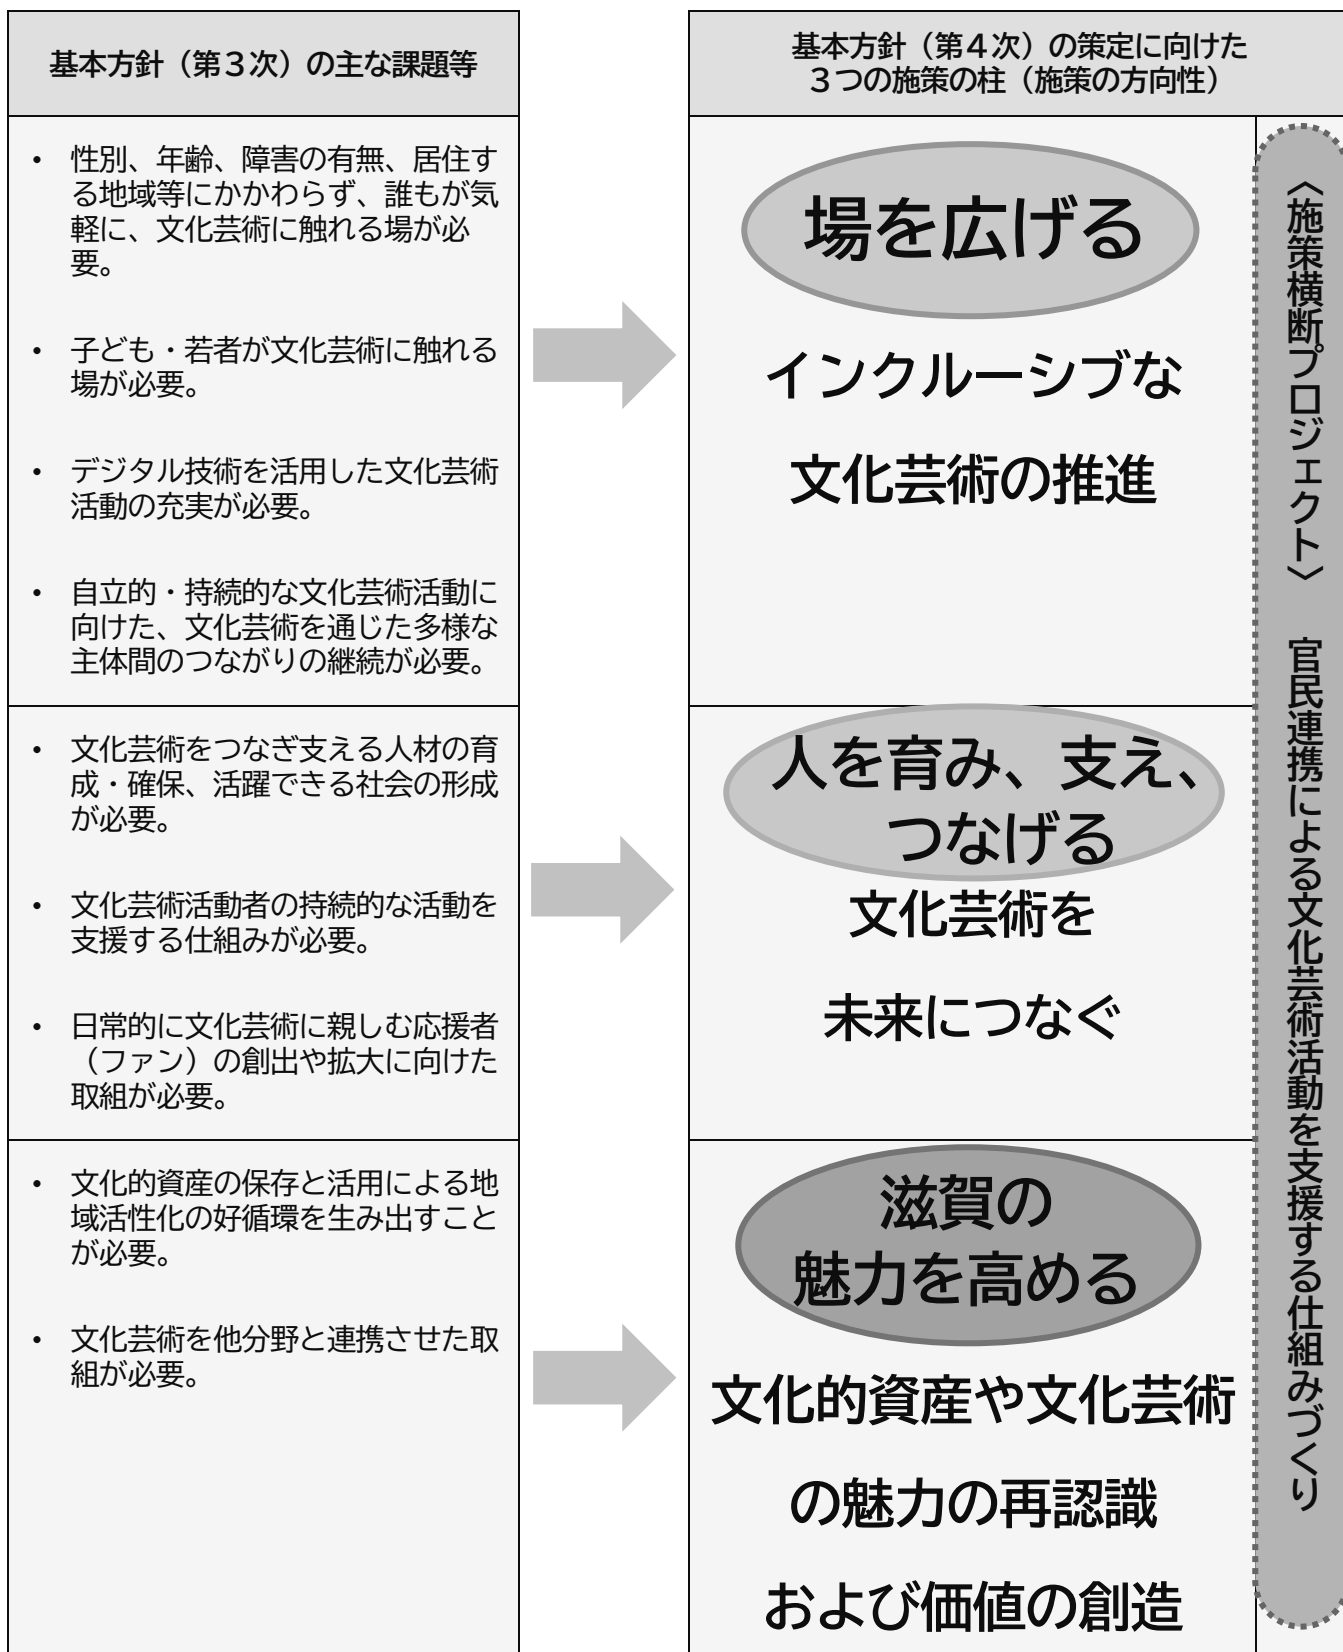 基本方針（第３次）の主な課題等
・ 性別、年齢、障害の有無、居住す
る地域等にかかわらず、誰もが気
軽に、文化芸術に触れる場が必
要。
・ 子ども・若者が文化芸術に触れる
場が必要。
・ デジタル技術を活用した文化芸術
活動の充実が必要。
・ 自立的・持続的な文化芸術活動に
向けた、文化芸術を通じた多様な
主体間のつながりの継続が必要。
・ 文化芸術をつなぎ支える人材の育
成・確保、活躍できる社会の形成
が必要。
・ 文化芸術活動者の持続的な活動を
支援する仕組みが必要。
・ 日常的に文化芸術に親しむ応援者
（ファン）の創出や拡大に向けた
取組が必要。
・ 文化的資産の保存と活用による地
域活性化の好循環を生み出すこと
が必要。
・ 文化芸術を他分野と連携させた取
組が必要。
基本方針（第４次）の策定に向けた
３つの施策の柱（施策の方向性）
場を広げる
インクルーシブな
文化芸術の推進
人を育み、支え、
つなげる
文化芸術を
未来につなぐ
滋賀の
魅力を高める
文化的資産や文化芸術
の魅力の再認識
および価値の創造
〈施策横断プロジェクト〉　官民連携による文化芸術活動を支援する仕組みづくり